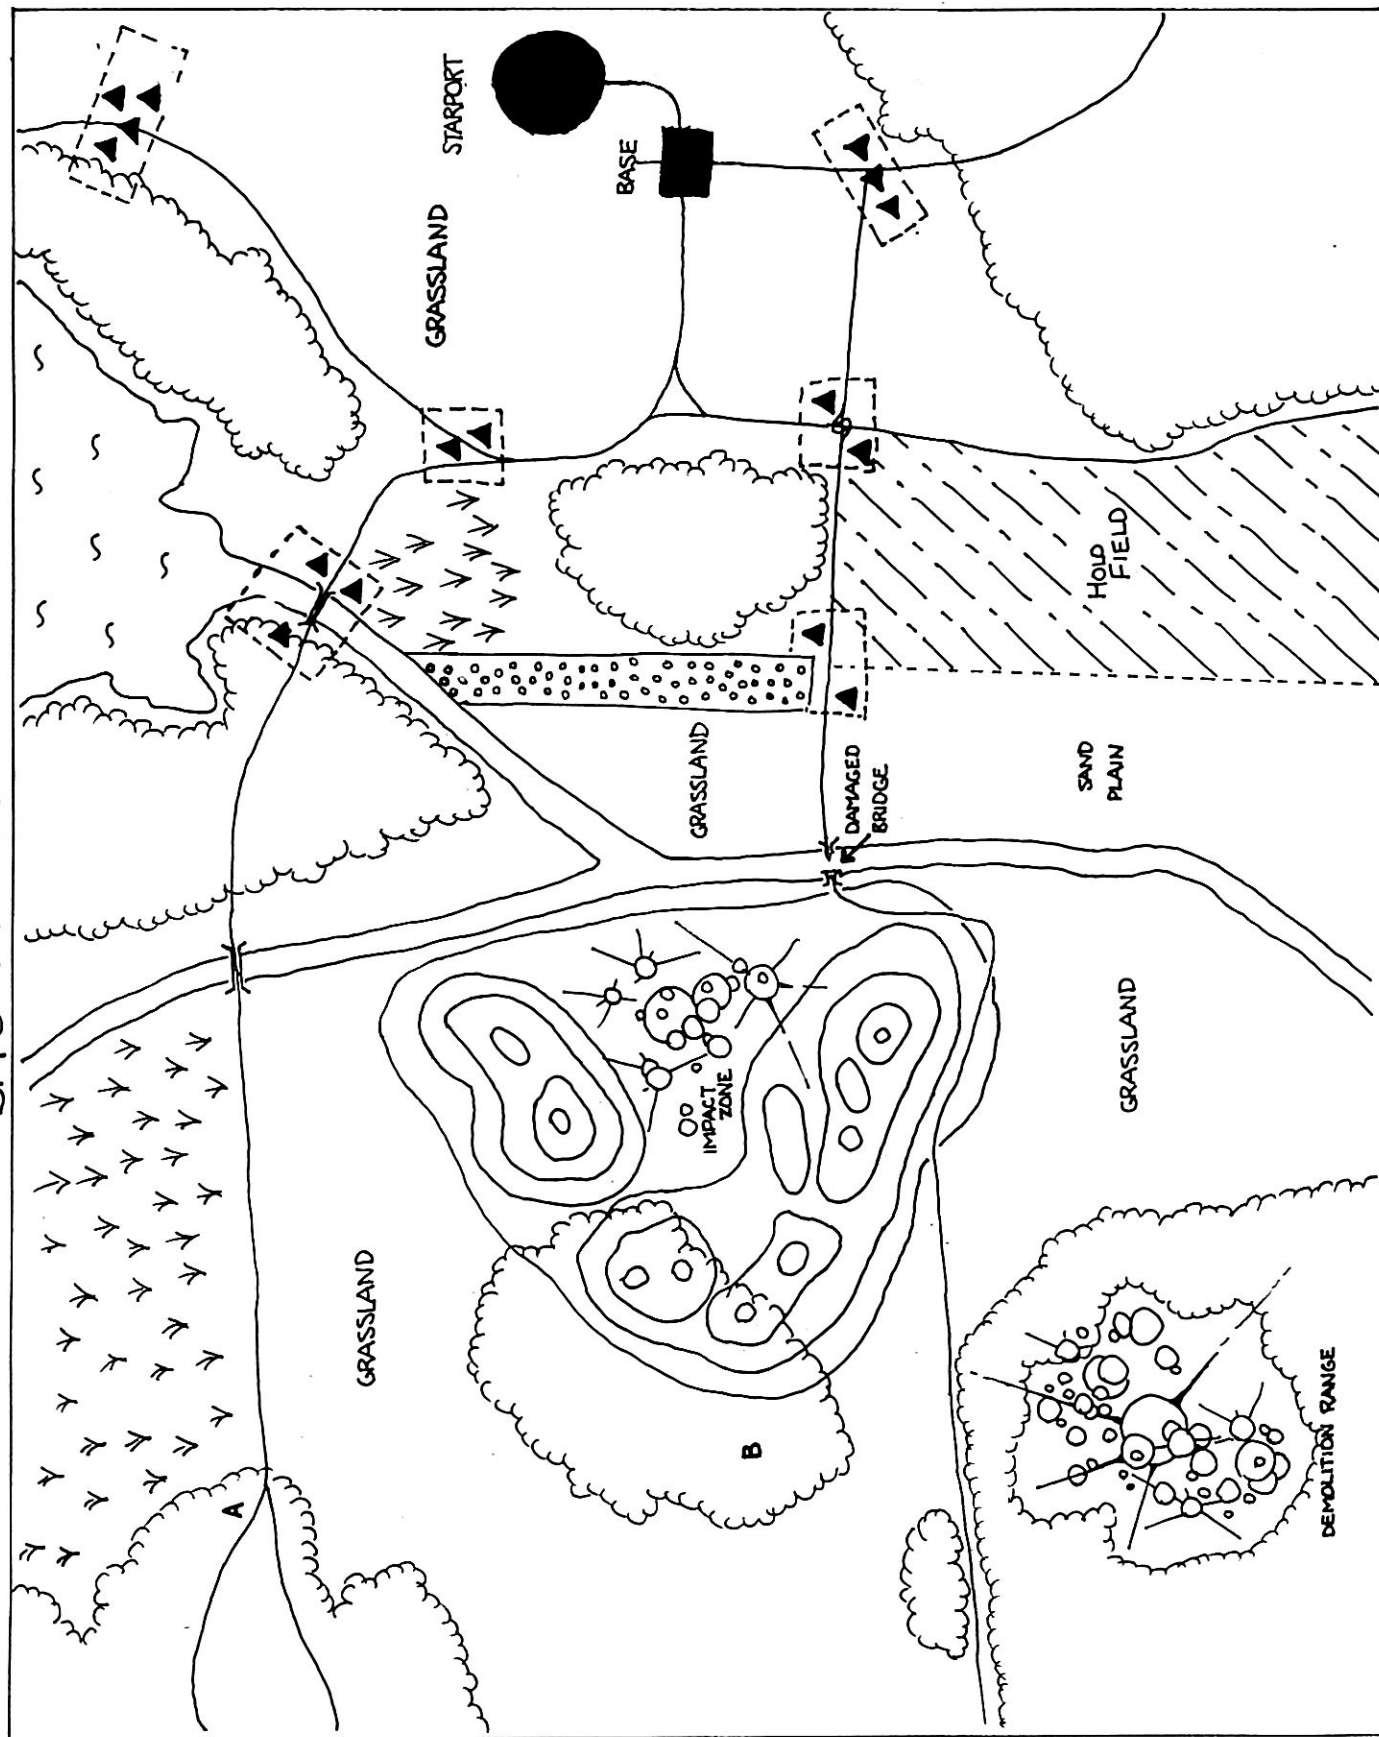 STARPORT
BASE
GRASSLAND
HOLD
FIELD
GRASSLAND
DAMAGED
BRIDGE
SAND
PLAIN
IMPACT
ZONE
GRASSLAND
GRASSLAND
A
B
DEMOLITION RANGE